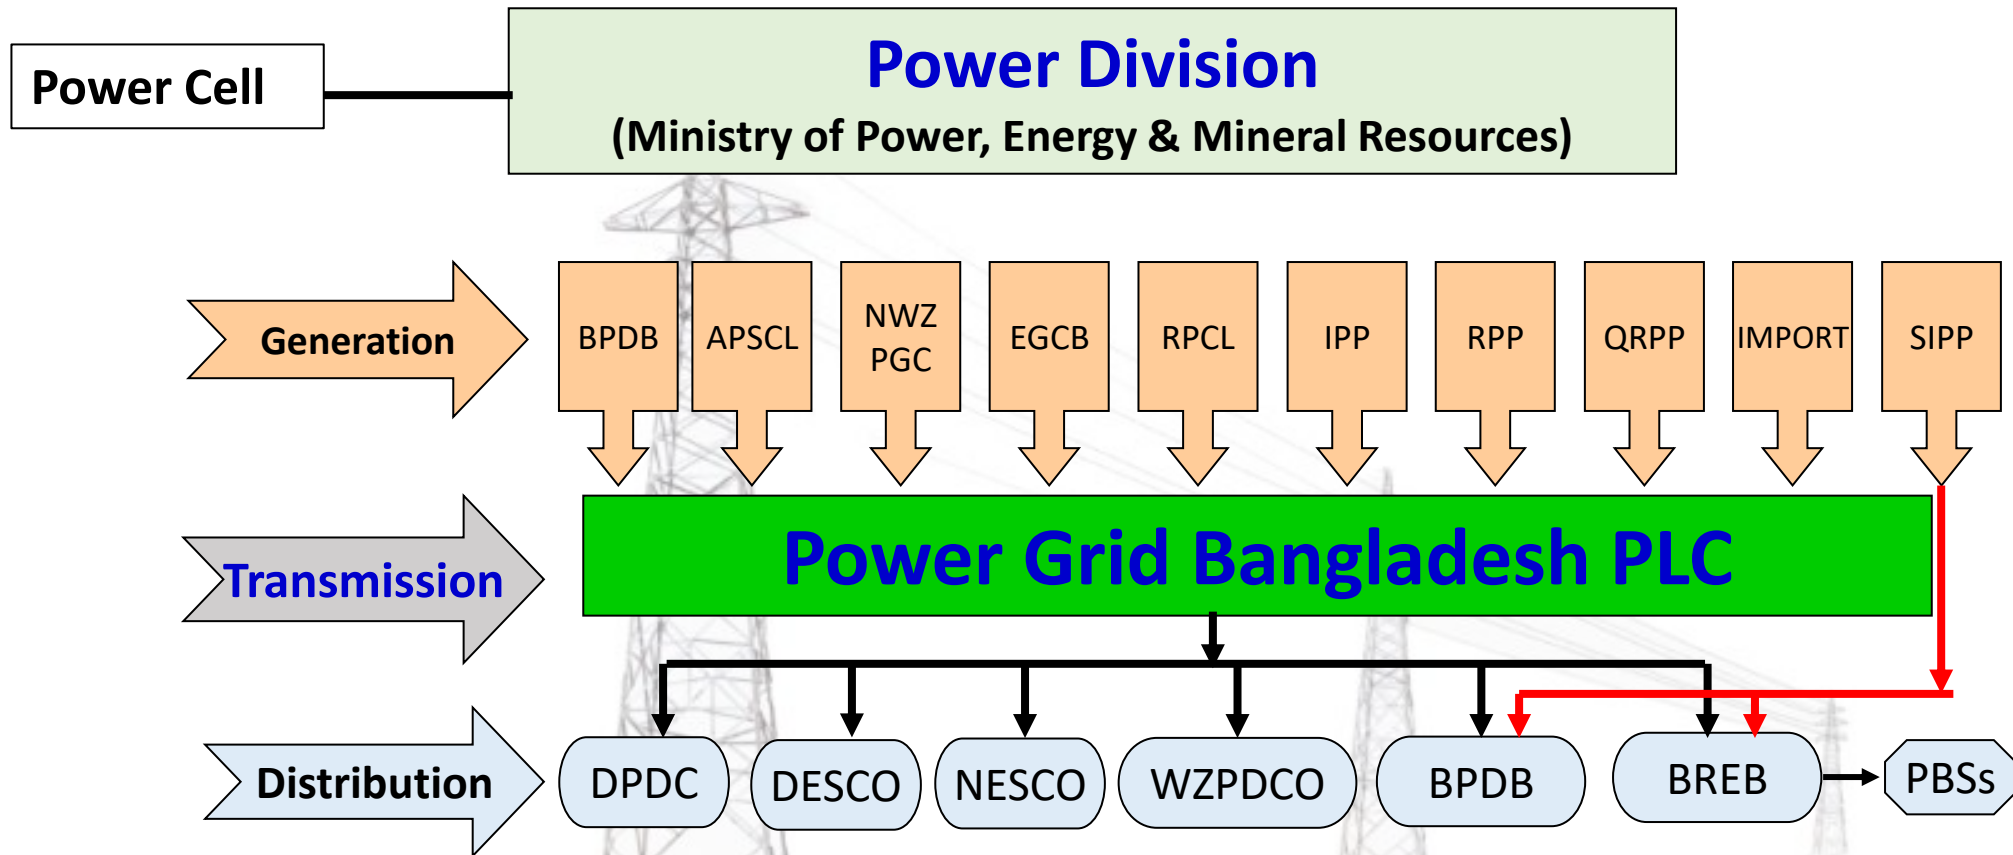 Power Cell
Power Division
(Ministry of Power, Energy & Mineral Resources)
Generation
BPDB
APSCL
NWZ
PGC
EGCB
RPCL
IPP
RPP
QRPP
IMPORT
SIPP
Transmission
Power Grid Bangladesh PLC
Distribution
DPDC
DESCO
NESCO
WZPDCO
BPDB
BREB
PBSs